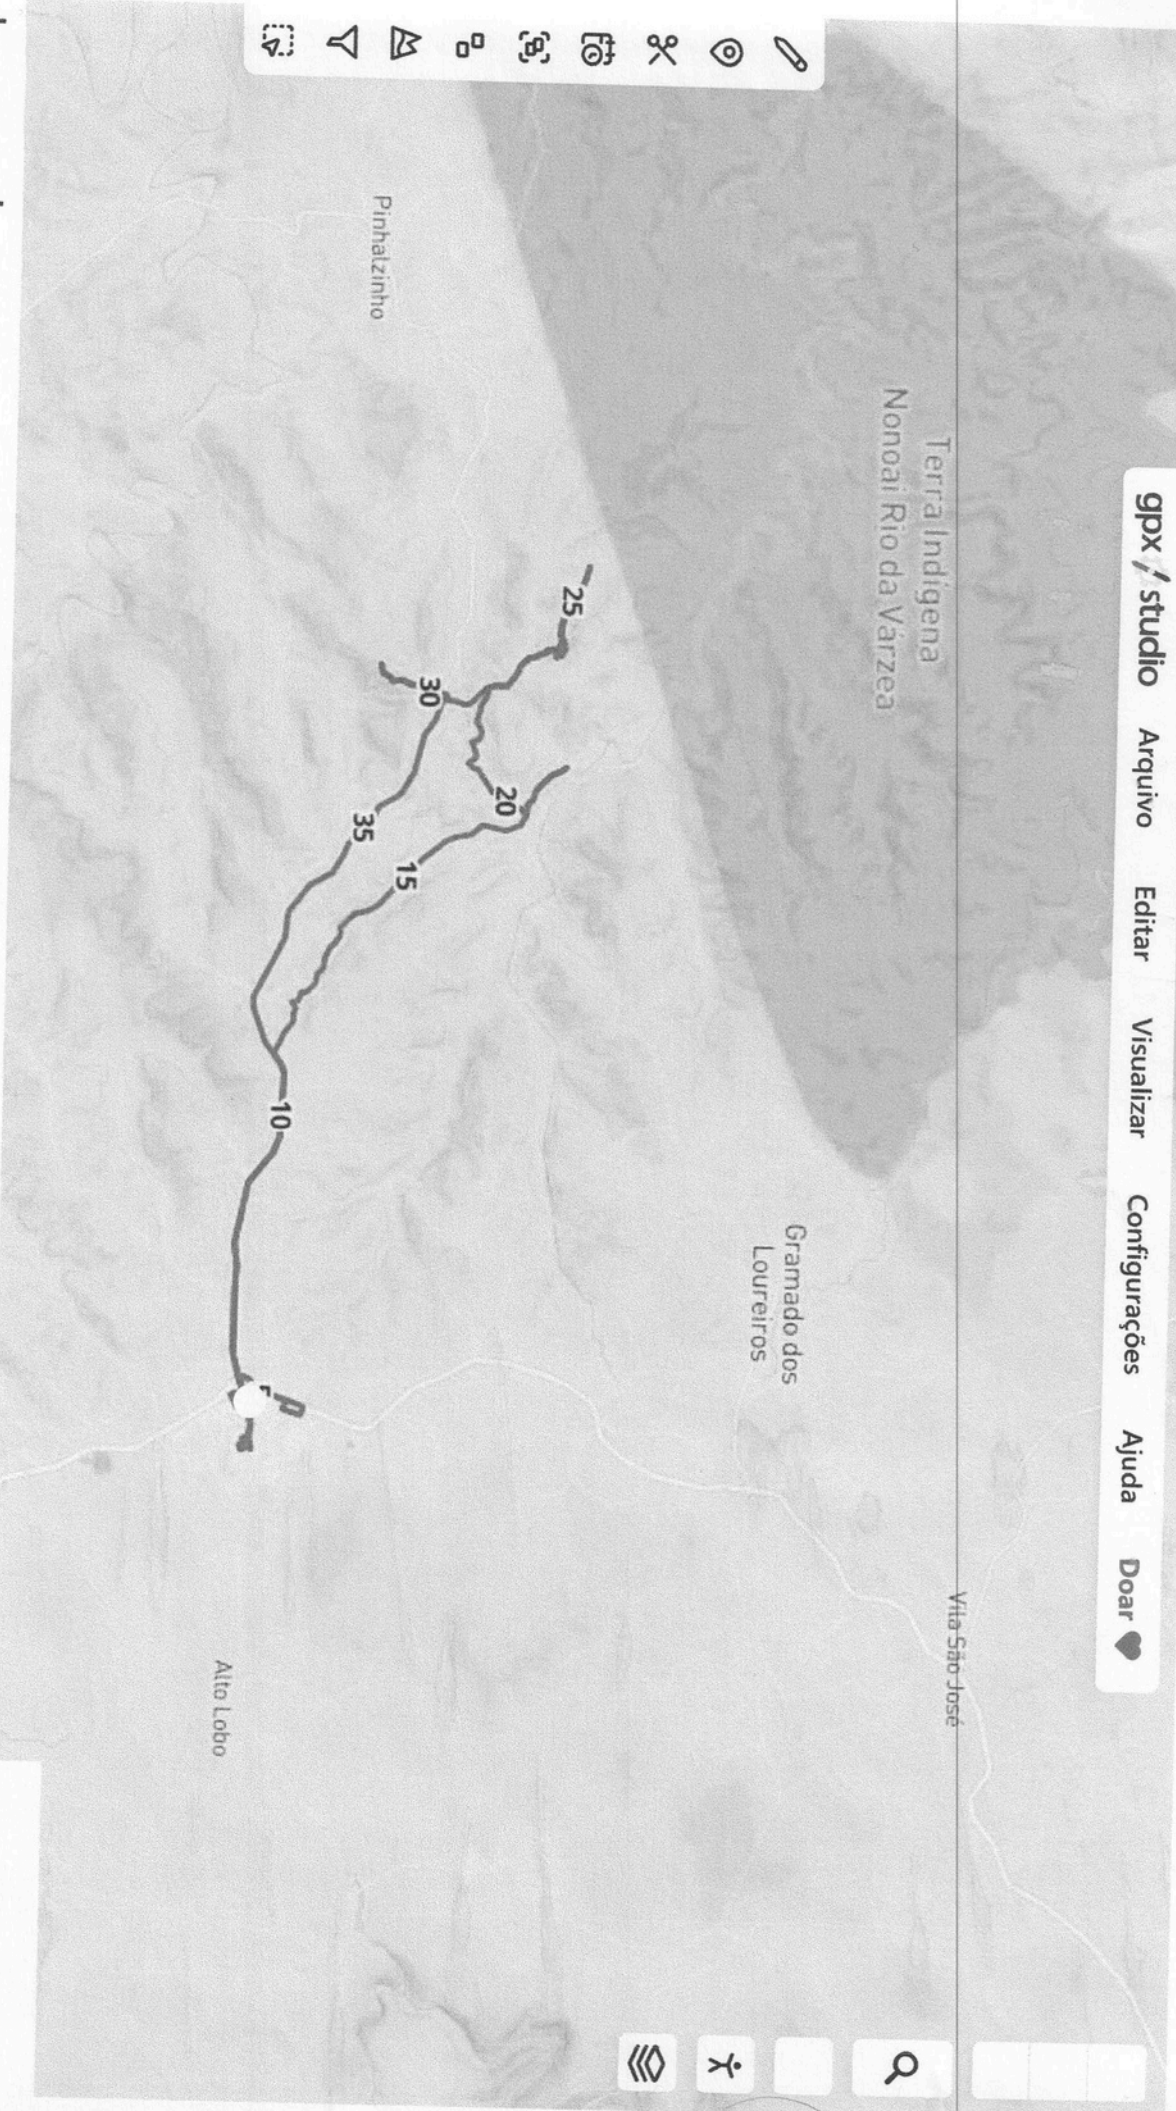 gpx studio Arquivo Editar Visualizar Configurações Ajuda Doar
Terra Indígena
Nonoai Rio da Várzea
Vila São José
Gramado dos
Loureiros
Pinhalzinho
Alto Lobo
25
30
20
35
15
10